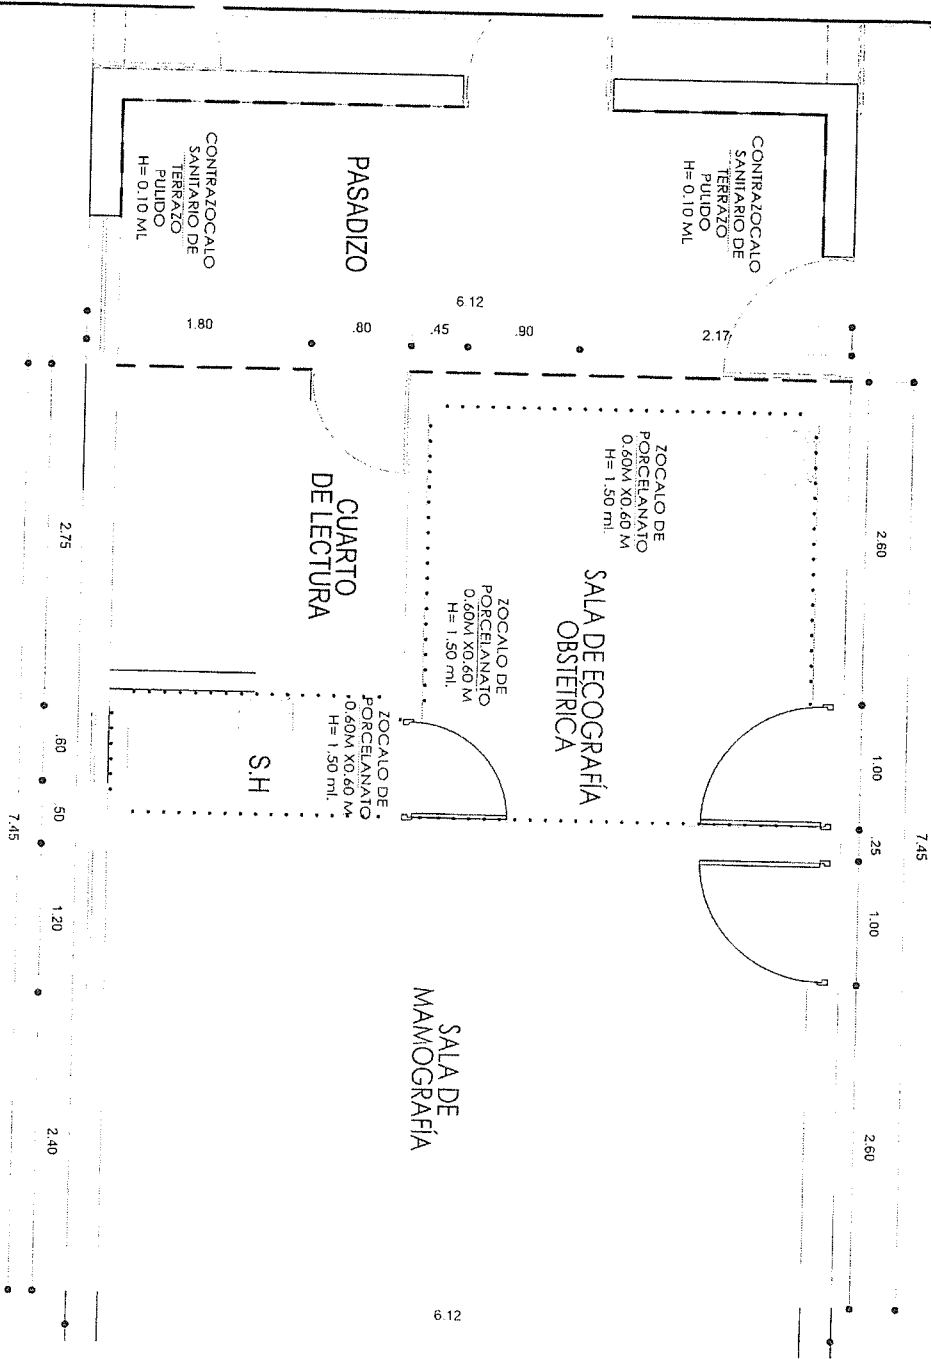 CONTRAZOCALO
SANITARIO DE
TERRAZO
PULIDO
H= 0.10 ML
PASADIZO
CONTRAZOCALO
SANITARIO DE
TERRAZO
PULIDO
H= 0.10 ML
6.12
1.80
.80
.45
.90
2.17
ZOCALO DE
PORCELANATO
0.60M X0.60 M
H= 1.50 ml.
CUARTO
DE LECTURA
ZOCALO DE
PORCELANATO
0.60M X0.60 M
H= 1.50 ml.
SALA DE ECOGRAFÍA
OBSTETRICA
ZOCALO DE
PORCELANATO
0.60M X0.60 M
H= 1.50 ml.
S.H
SALA DE
MAMOGRAFÍA
2.60
1.00
.25
1.00
2.60
7.45
2.75
.60
.50
1.20
2.40
7.45
6.12